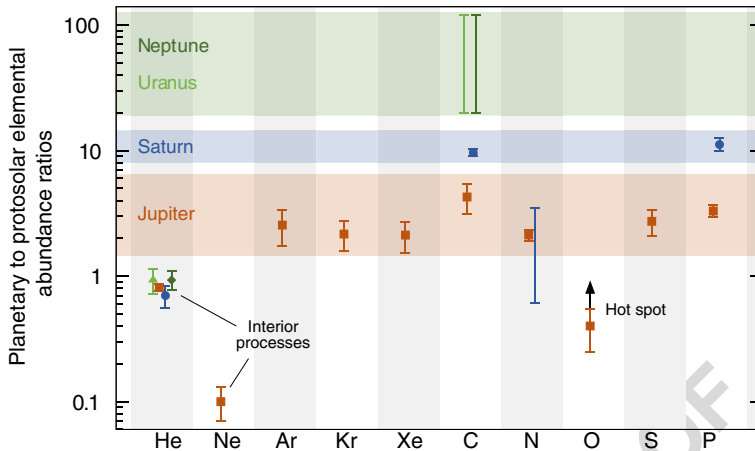 Planetary to protosolar elemental
abundance ratios
100
10
1
0.1
Neptune
Uranus
Saturn
Jupiter
Interior
processes
Hot spot
He Ne Ar Kr Xe C N O S P
OF